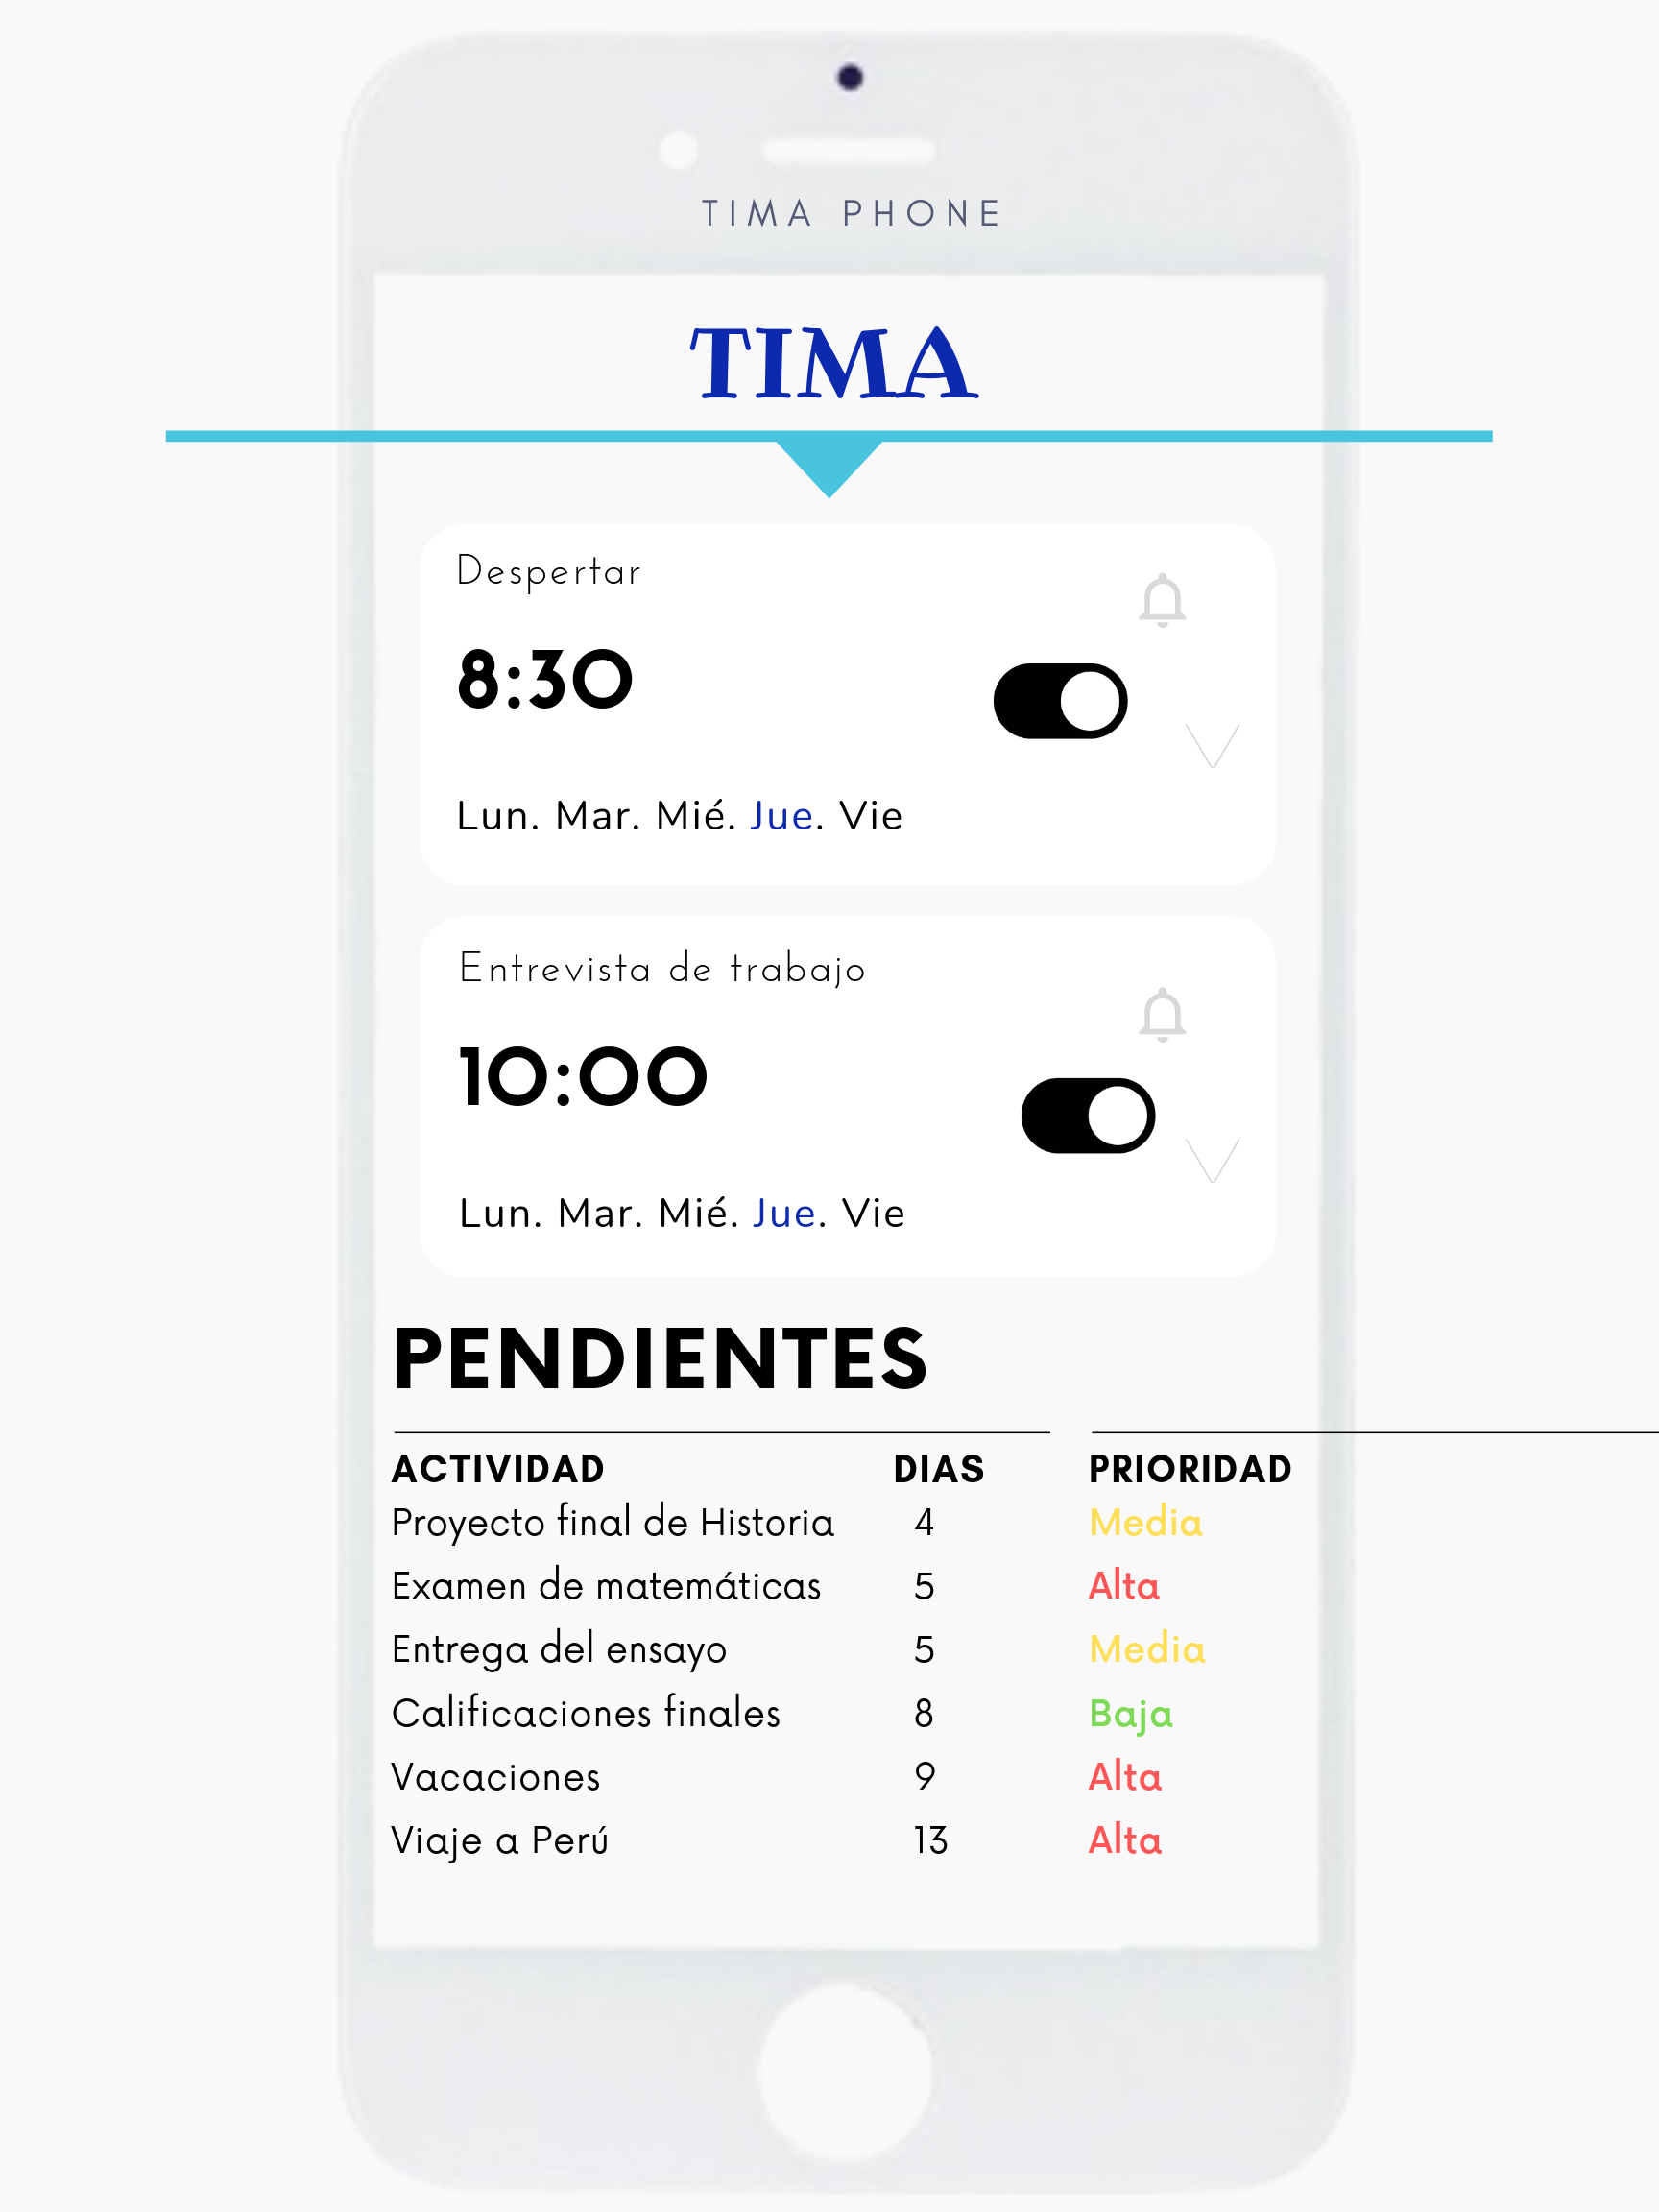 TIMA PHONE
TIMA
Despertar
8:30
Lun. Mar. Mié. Jue. Vie
Entrevista de trabajo
10:00
Lun. Mar. Mié. Jue. Vie
PENDIENTES
ACTIVIDAD DIAS PRIORIDAD
Proyecto final de Historia 4 Media
Examen de matemáticas 5 Alta
Entrega del ensayo 5 Media
Calificaciones finales 8 Baja
Vacaciones 9 Alta
Viaje a Perú 13 Alta